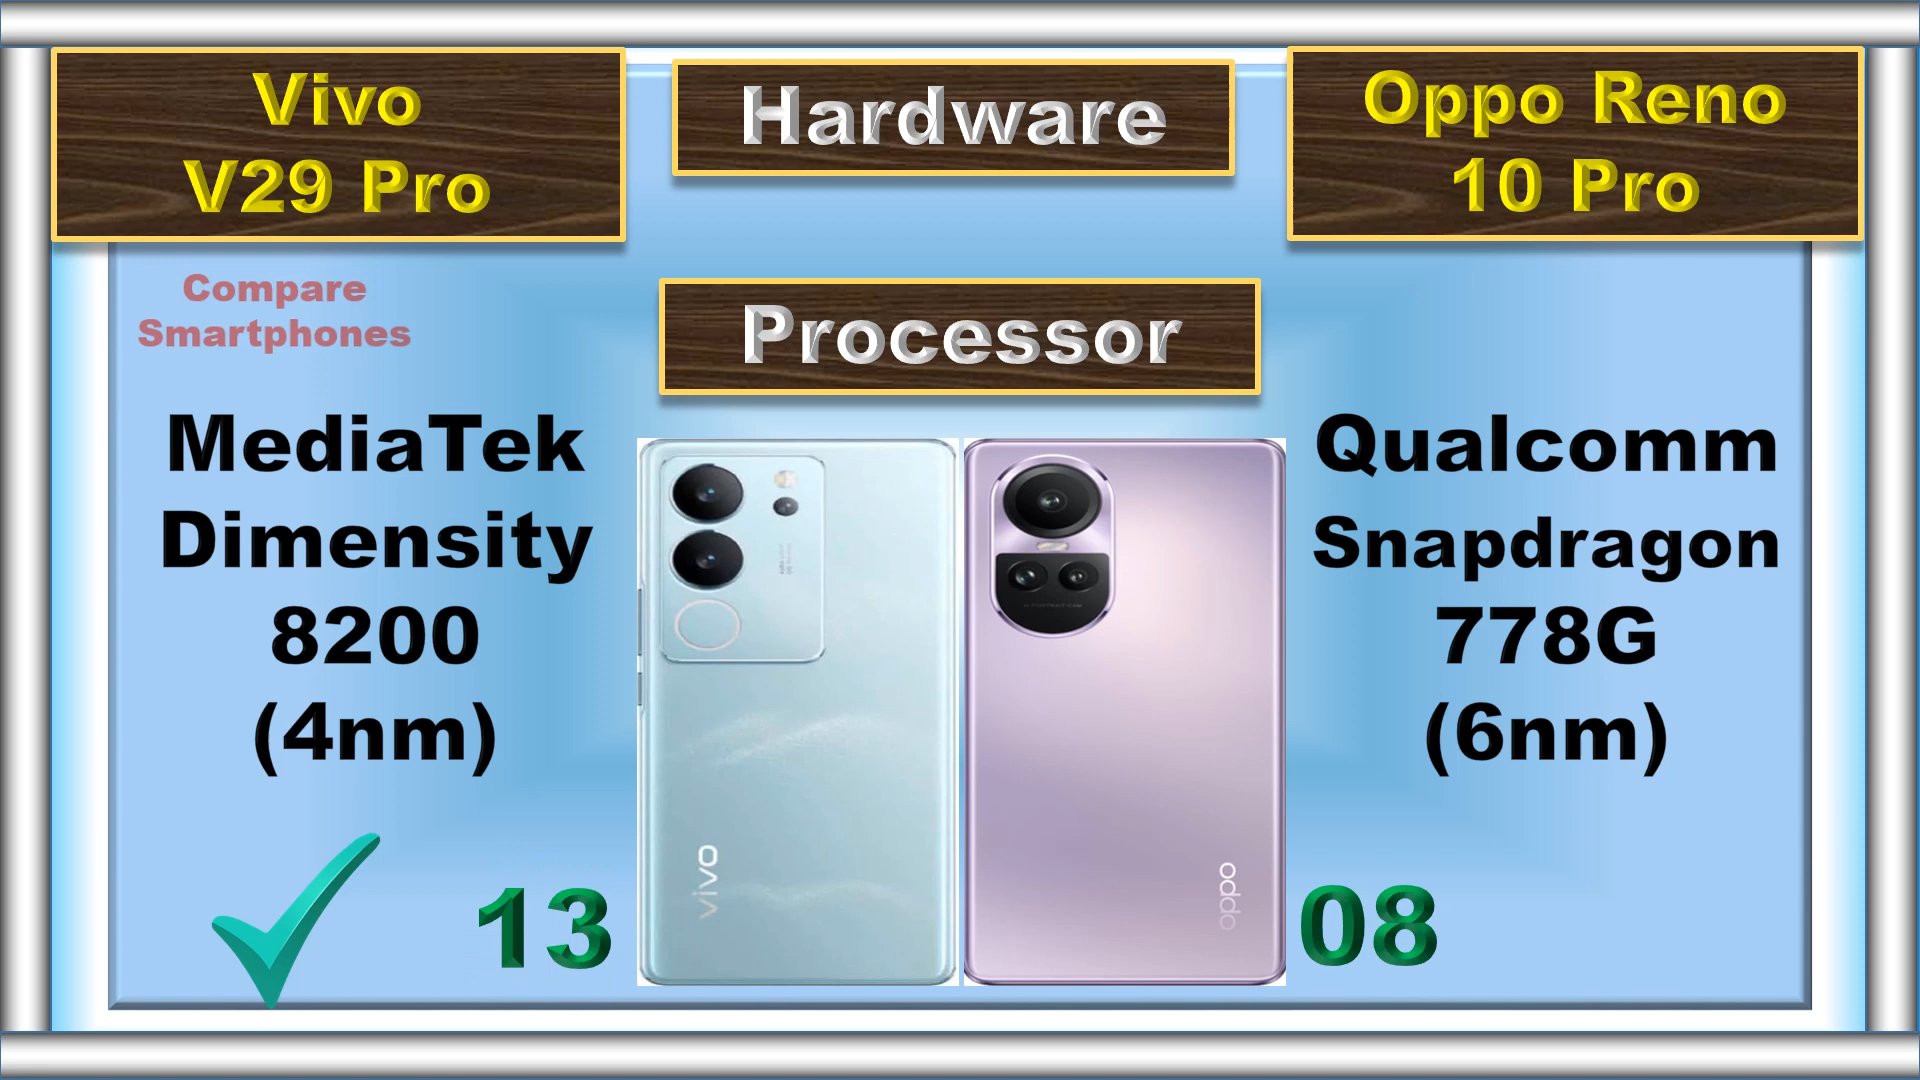 Vivo
V29 Pro
Hardware
Oppo Reno
10 Pro
Compare
Smartphones
Processor
MediaTek
Dimensity
8200
(4nm)
Qualcomm
Snapdragon
778G
(6nm)
13
08
vivo
oppo